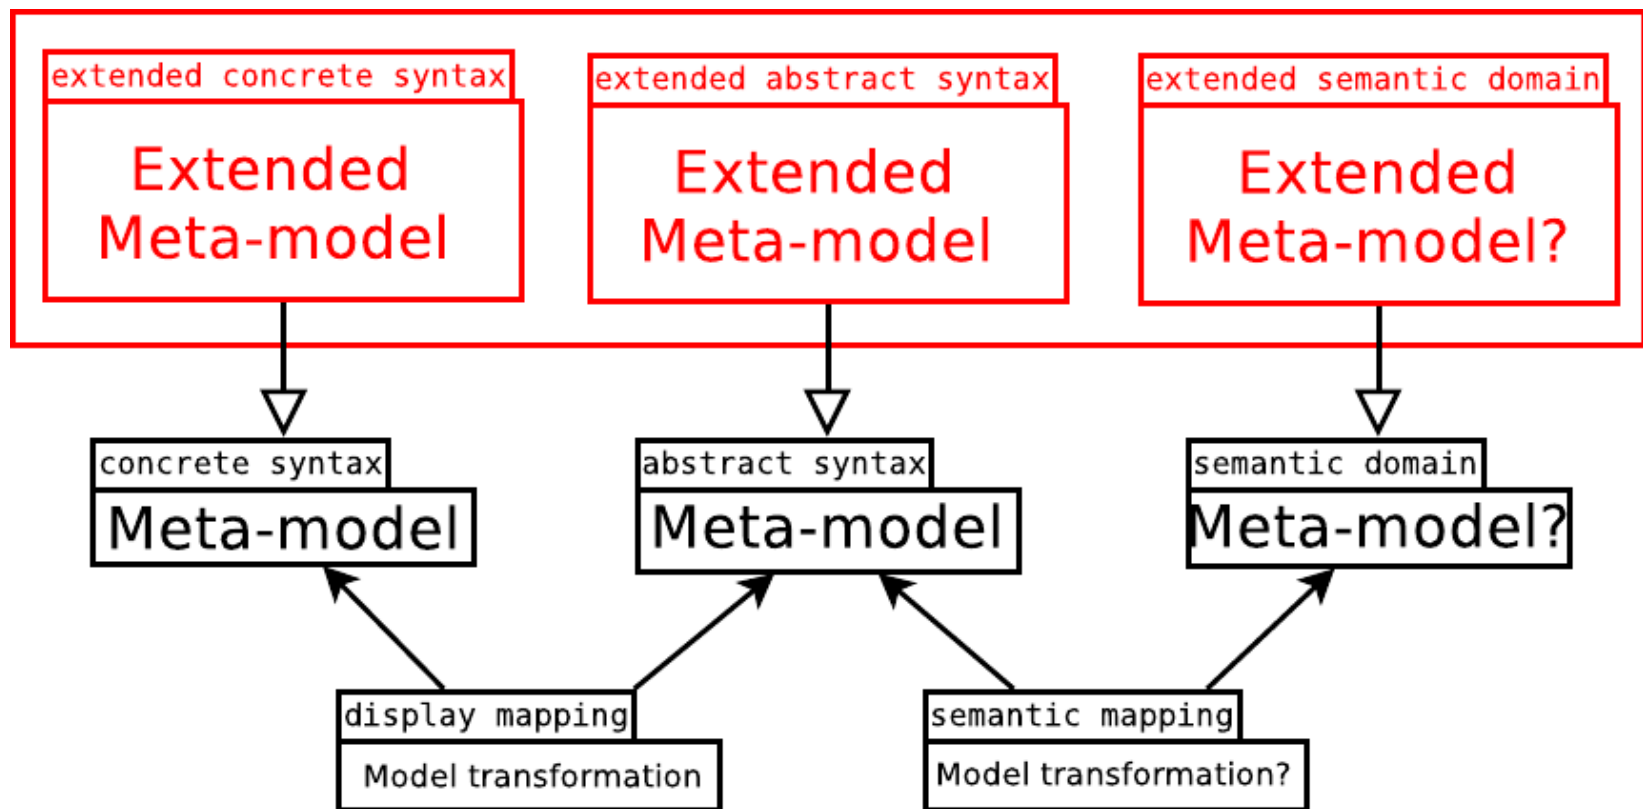 extended concrete syntax
Extended
Meta-model
extended abstract syntax
Extended
Meta-model
extended semantic domain
Extended
Meta-model?
concrete syntax
Meta-model
abstract syntax
Meta-model
semantic domain
Meta-model?
display mapping
Model transformation
semantic mapping
Model transformation?